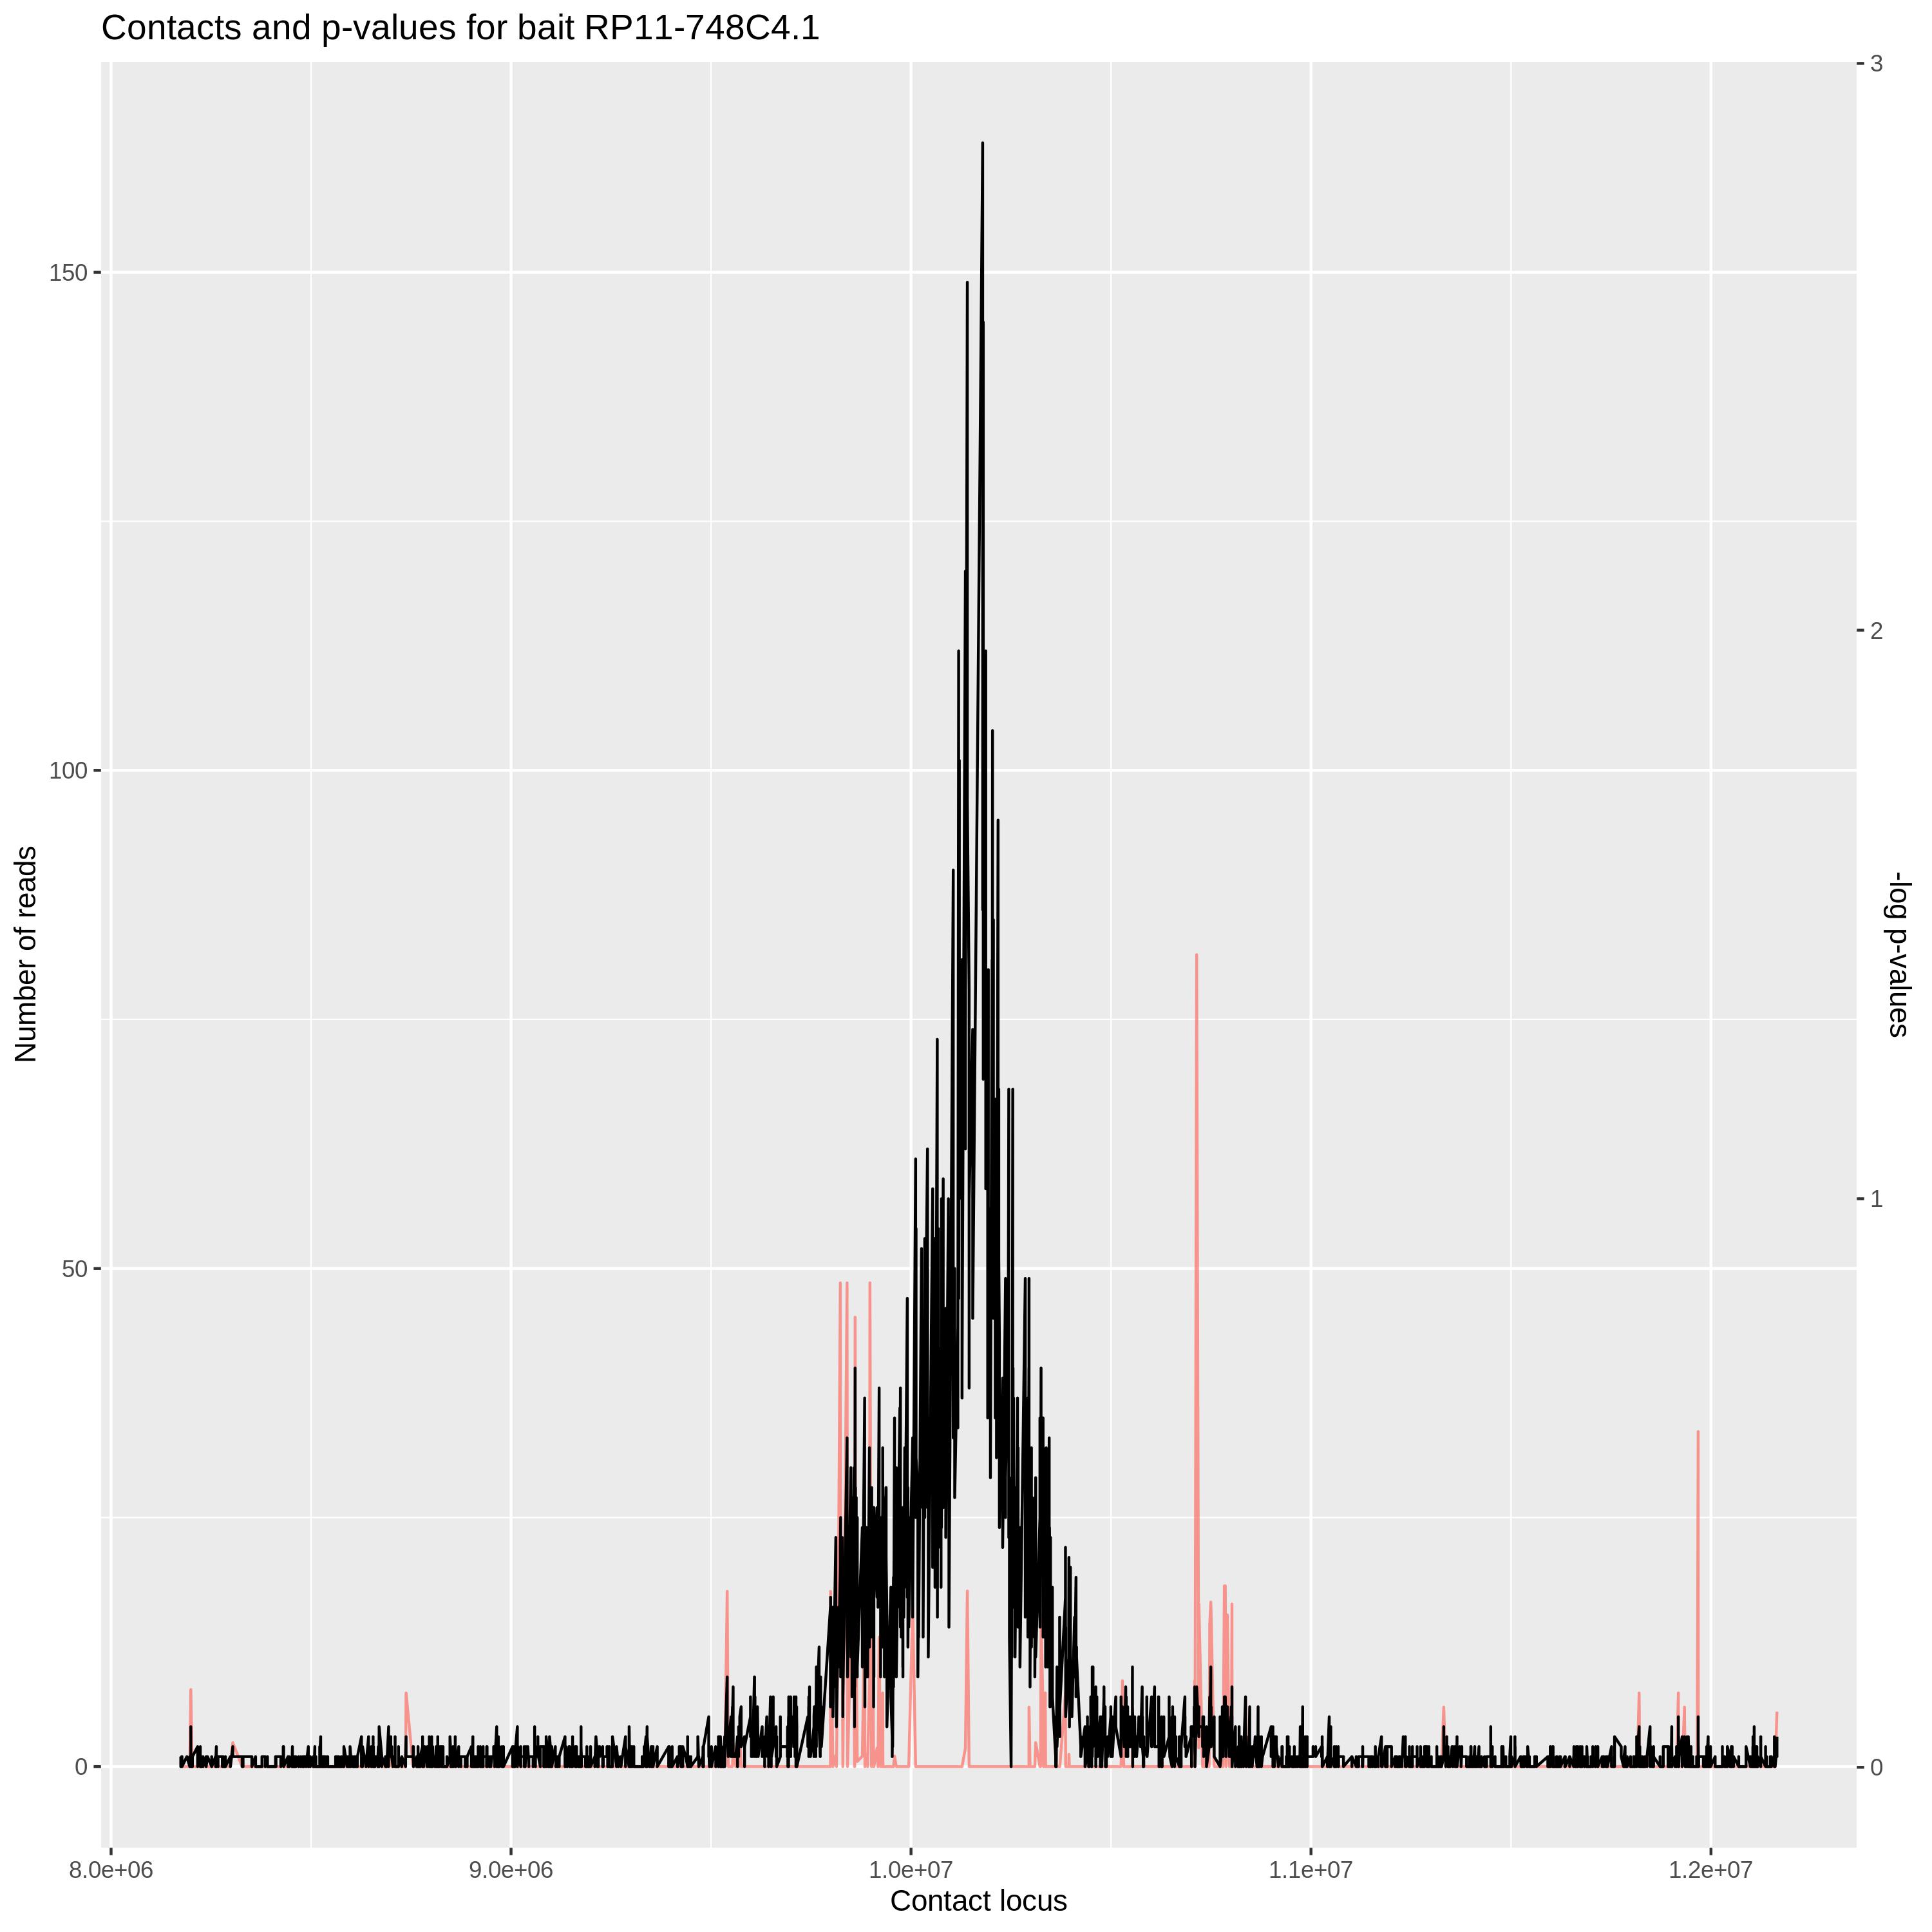 Contacts and p-values for bait RP11-748C4.1
3
150
2
100
Number of reads
-log p-values
1
50
0
0
8.0e+06 9.0e+06 1.0e+07 1.1e+07 1.2e+07
Contact locus